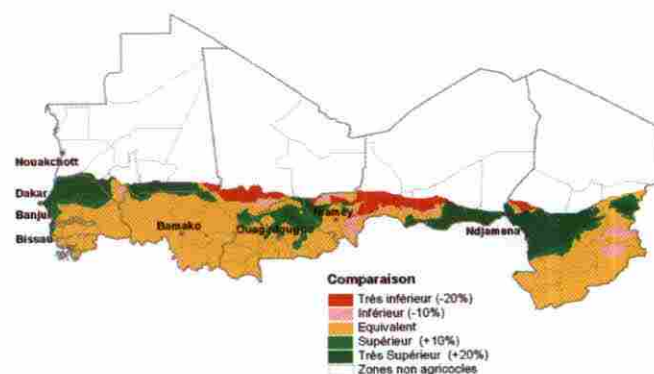 Nouakchott
Dakar
Banjul
Bissau
Bamako
Ouagadougou
Niamey
Ndjamena
Comparaison
Très inférieur (-20%)
Inférieur (-10%)
Equivalent
Supérieur (+10%)
Très Supérieur (+20%)
Zones non agricocles